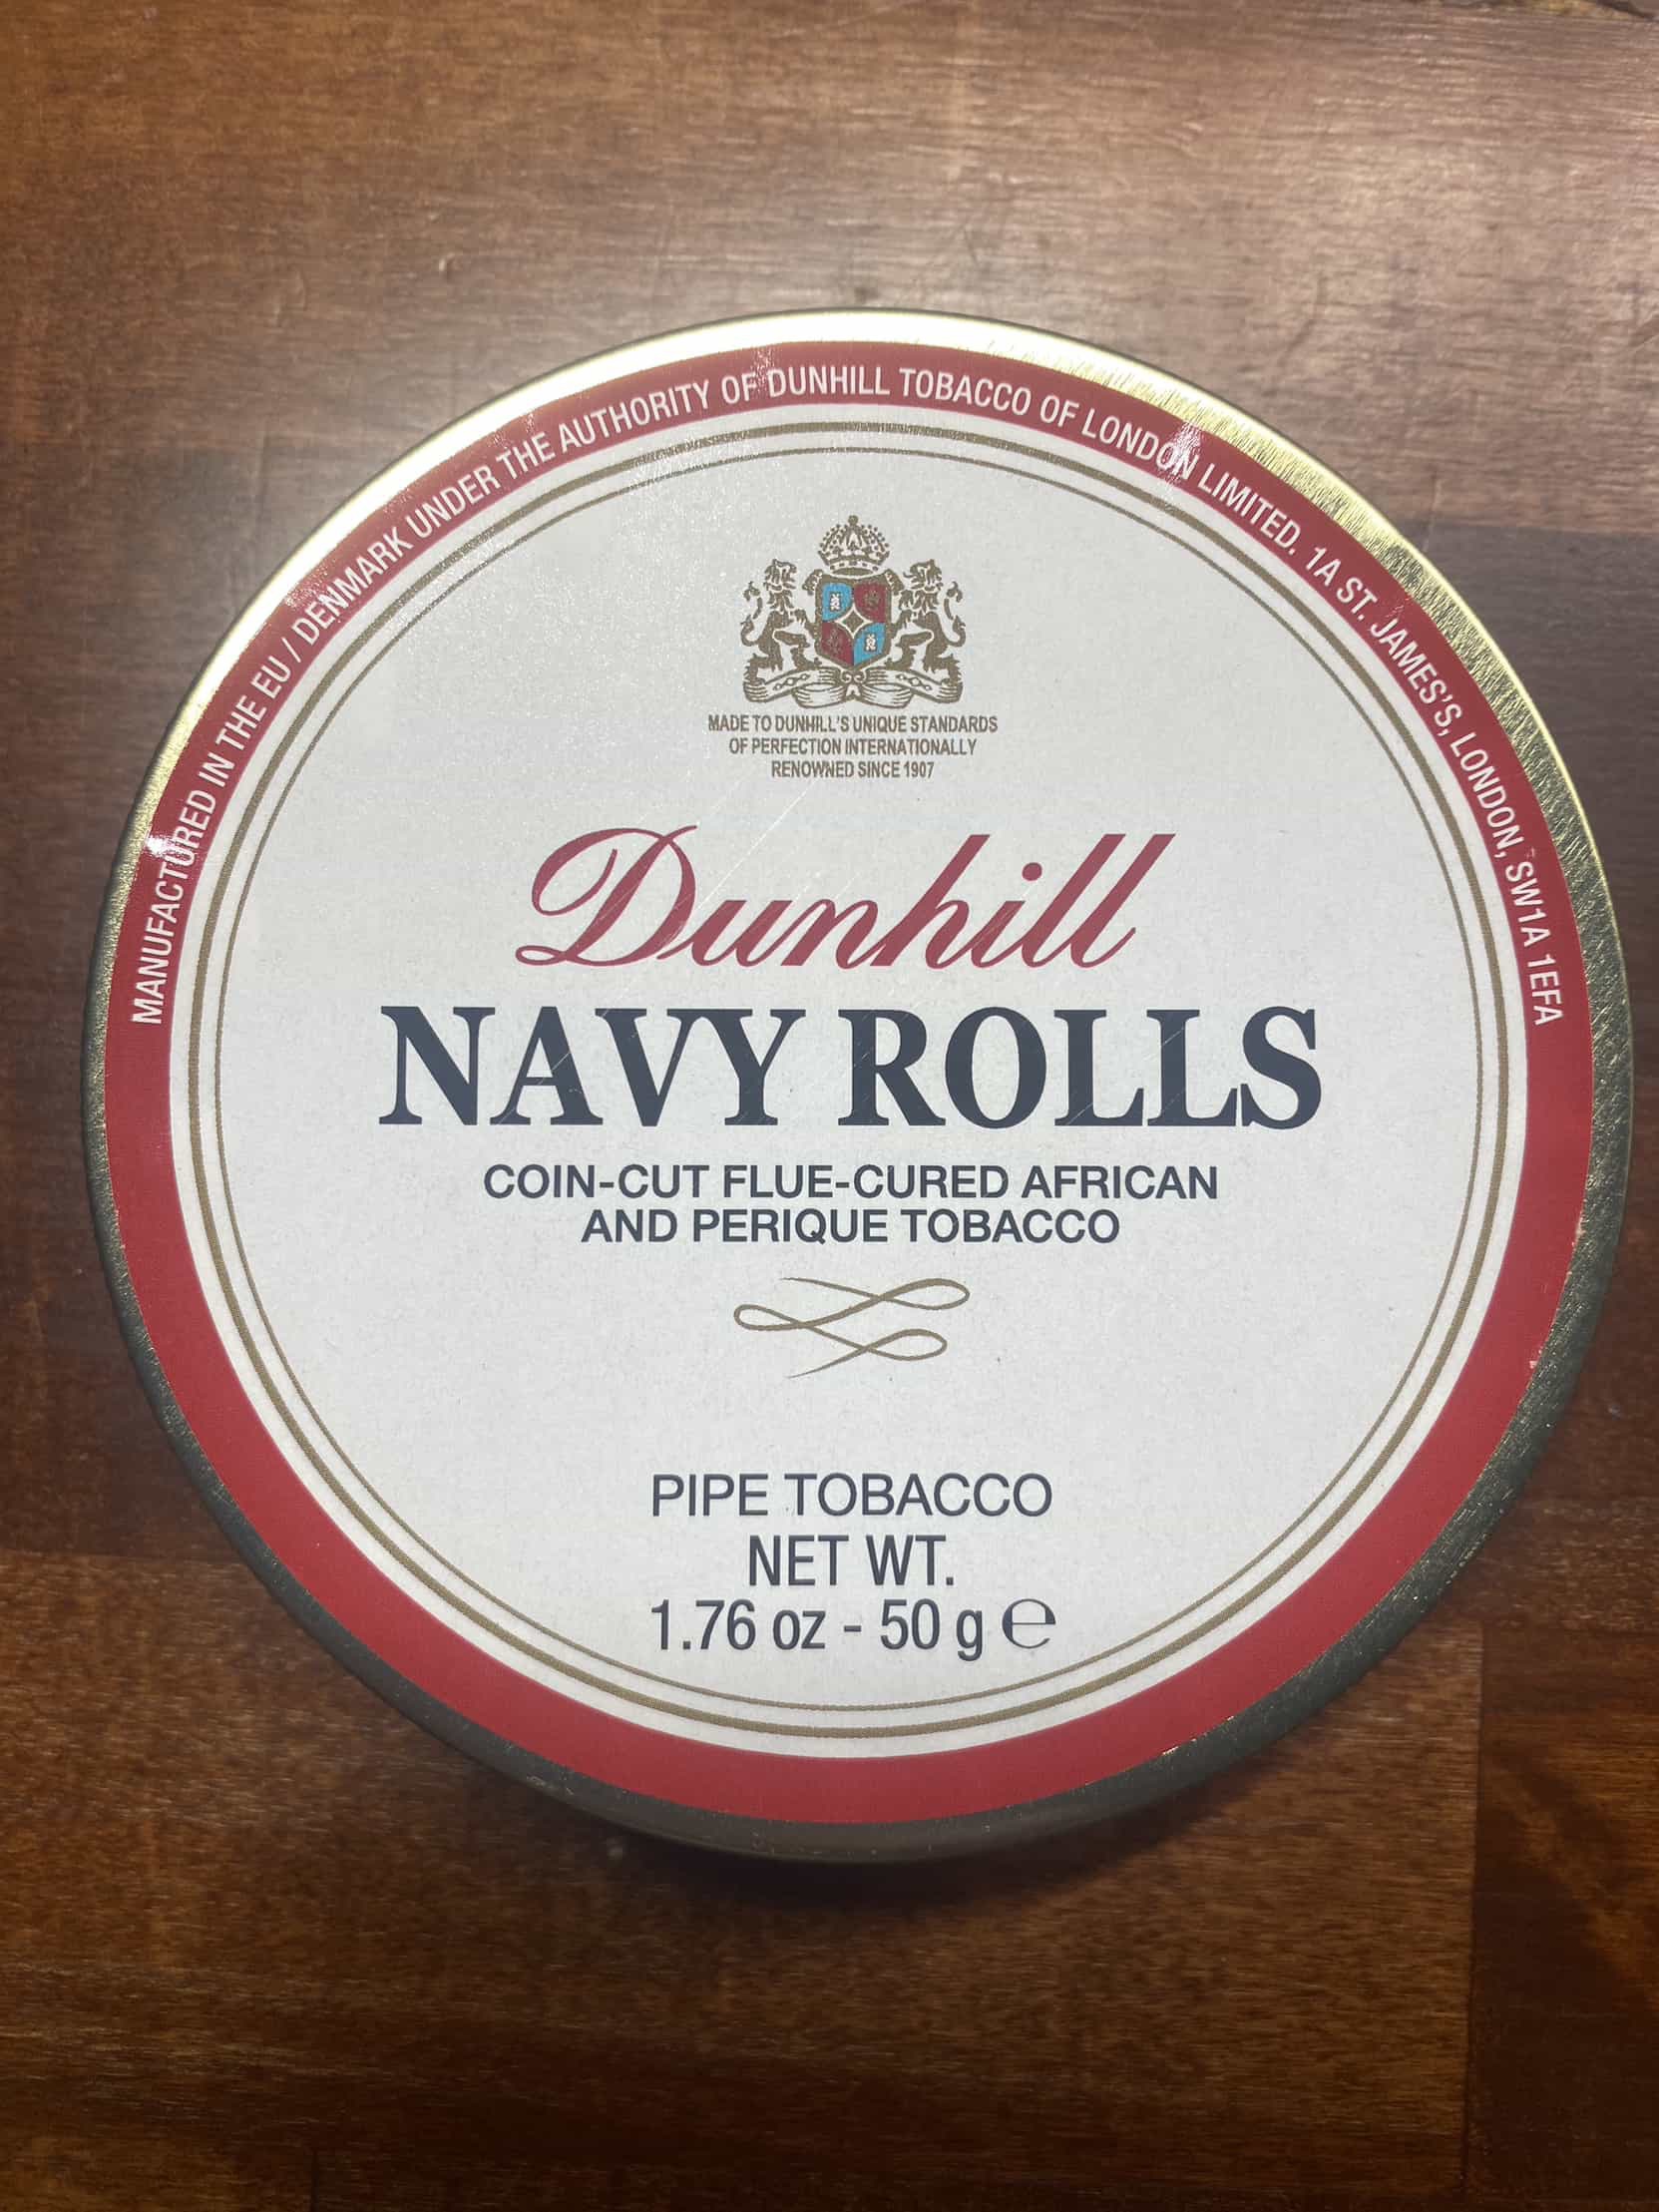 MANUFACTURED IN THE EU / DENMARK UNDER THE AUTHORITY OF DUNHILL TOBACCO OF LONDON LIMITED. 1A ST. JAMES'S, LONDON, SW1A 1EFA
MADE TO DUNHILL'S UNIQUE STANDARDS
OF PERFECTION INTERNATIONALLY
RENOWNED SINCE 1907
Dunhill
NAVY ROLLS
COIN-CUT FLUE-CURED AFRICAN
AND PERIQUE TOBACCO
PIPE TOBACCO
NET WT.
1.76 oz - 50 g ℮